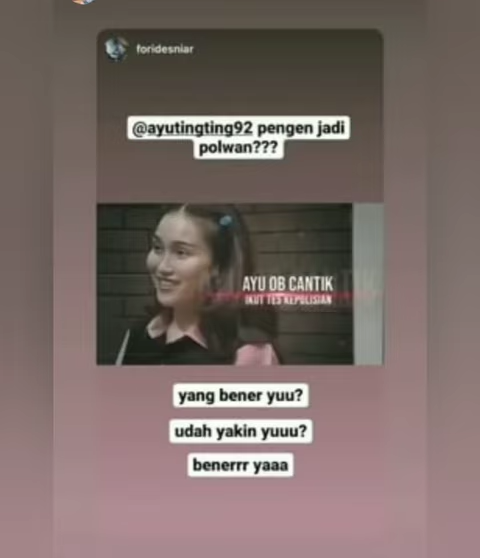 foridesniar
@ayutingting92 pengen jadi
polwan???
AYU OB CANTIK
IKUT TES KEPOLISIAN
yang bener yuu?
udah yakin yuuu?
benerrr yaaa